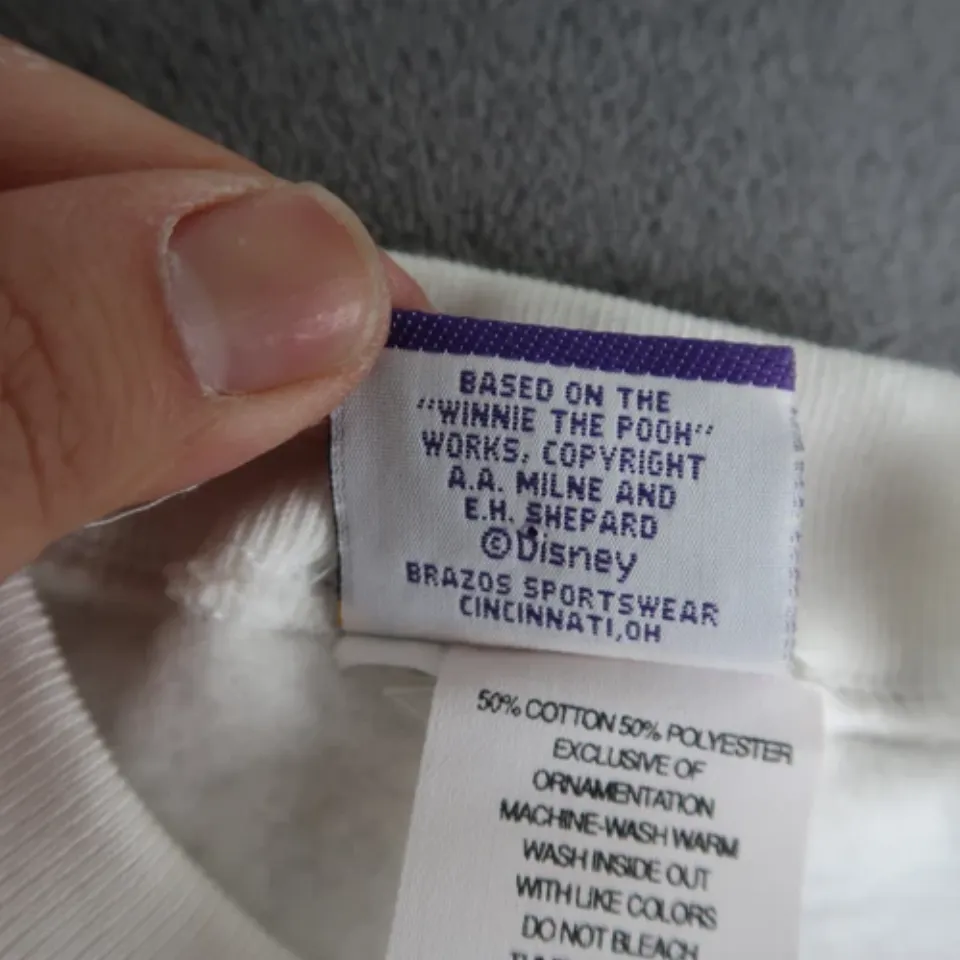 BASED ON THE
"WINNIE THE POOH"
WORKS, COPYRIGHT
A.A. MILNE AND
E.H. SHEPARD
©Disney
BRAZOS SPORTSWEAR
CINCINNATI,OH
50% COTTON 50% POLYESTER
EXCLUSIVE OF
ORNAMENTATION
MACHINE-WASH WARM
WASH INSIDE OUT
WITH LIKE COLORS
DO NOT BLEACH